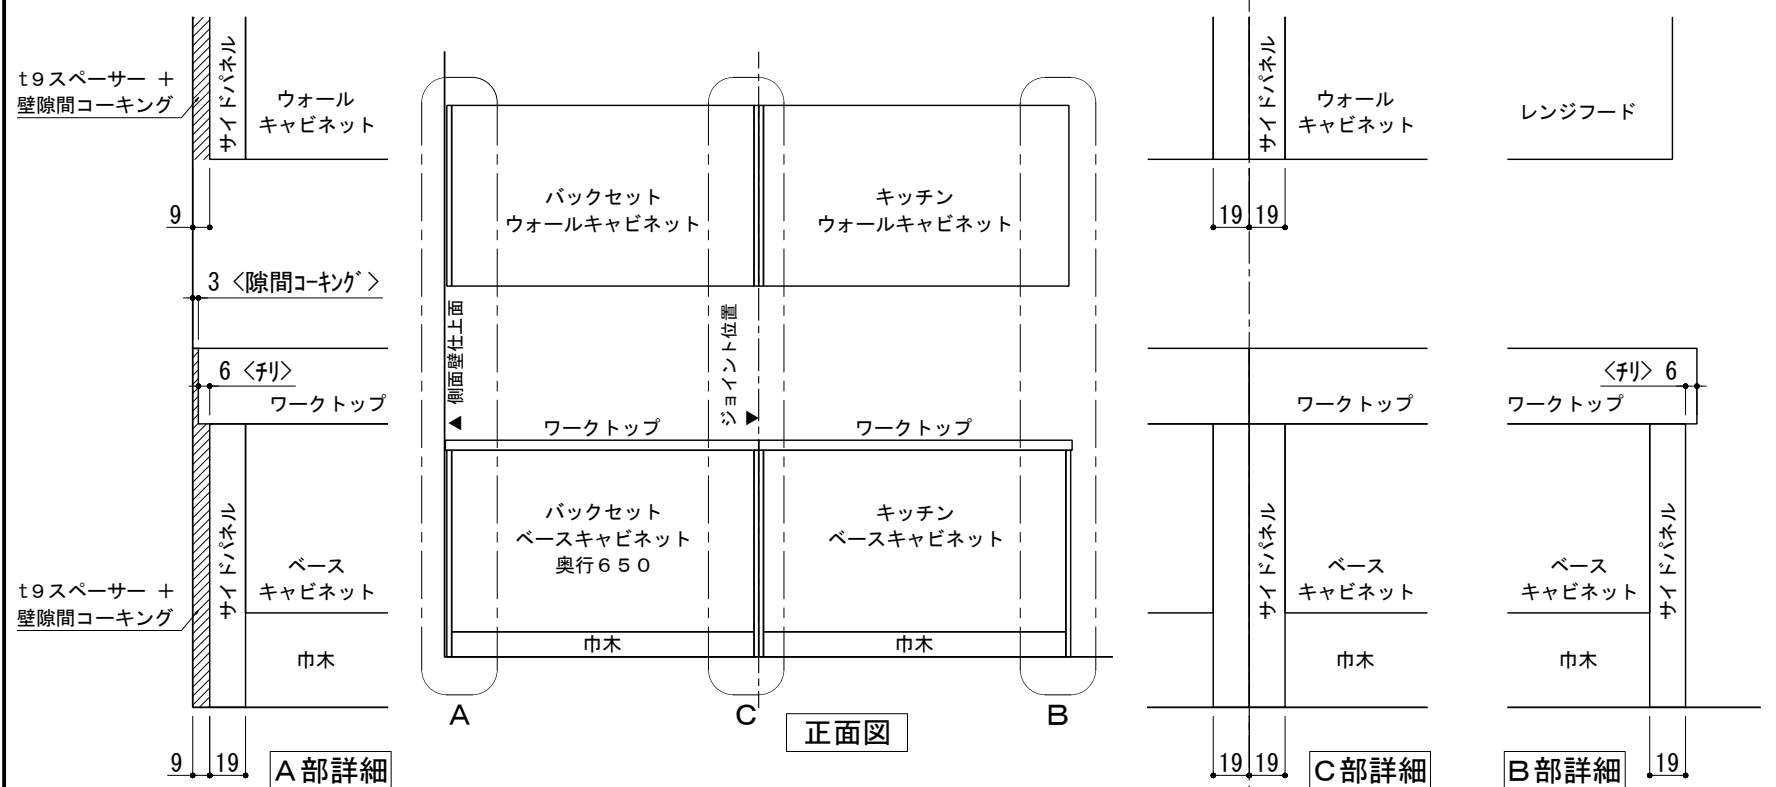 t9スペーサー ＋
壁隙間コーキング
サイドパネル
ウォール
キャビネット
9
3 〈隙間コーキング〉
6 〈チリ〉
ワークトップ
t9スペーサー ＋
壁隙間コーキング
サイドパネル
ベース
キャビネット
巾木
9
19
A部詳細
バックセット
ウォールキャビネット
キッチン
ウォールキャビネット
▲側面壁仕上面
ジョイント位置▼
ワークトップ
ワークトップ
バックセット
ベースキャビネット
奥行650
キッチン
ベースキャビネット
巾木
巾木
A
C
B
正面図
サイドパネル
ウォール
キャビネット
19 19
ワークトップ
サイドパネル
ベース
キャビネット
巾木
19 19
C部詳細
レンジフード
〈チリ〉 6
ワークトップ
ベース
キャビネット
サイドパネル
巾木
B部詳細
19